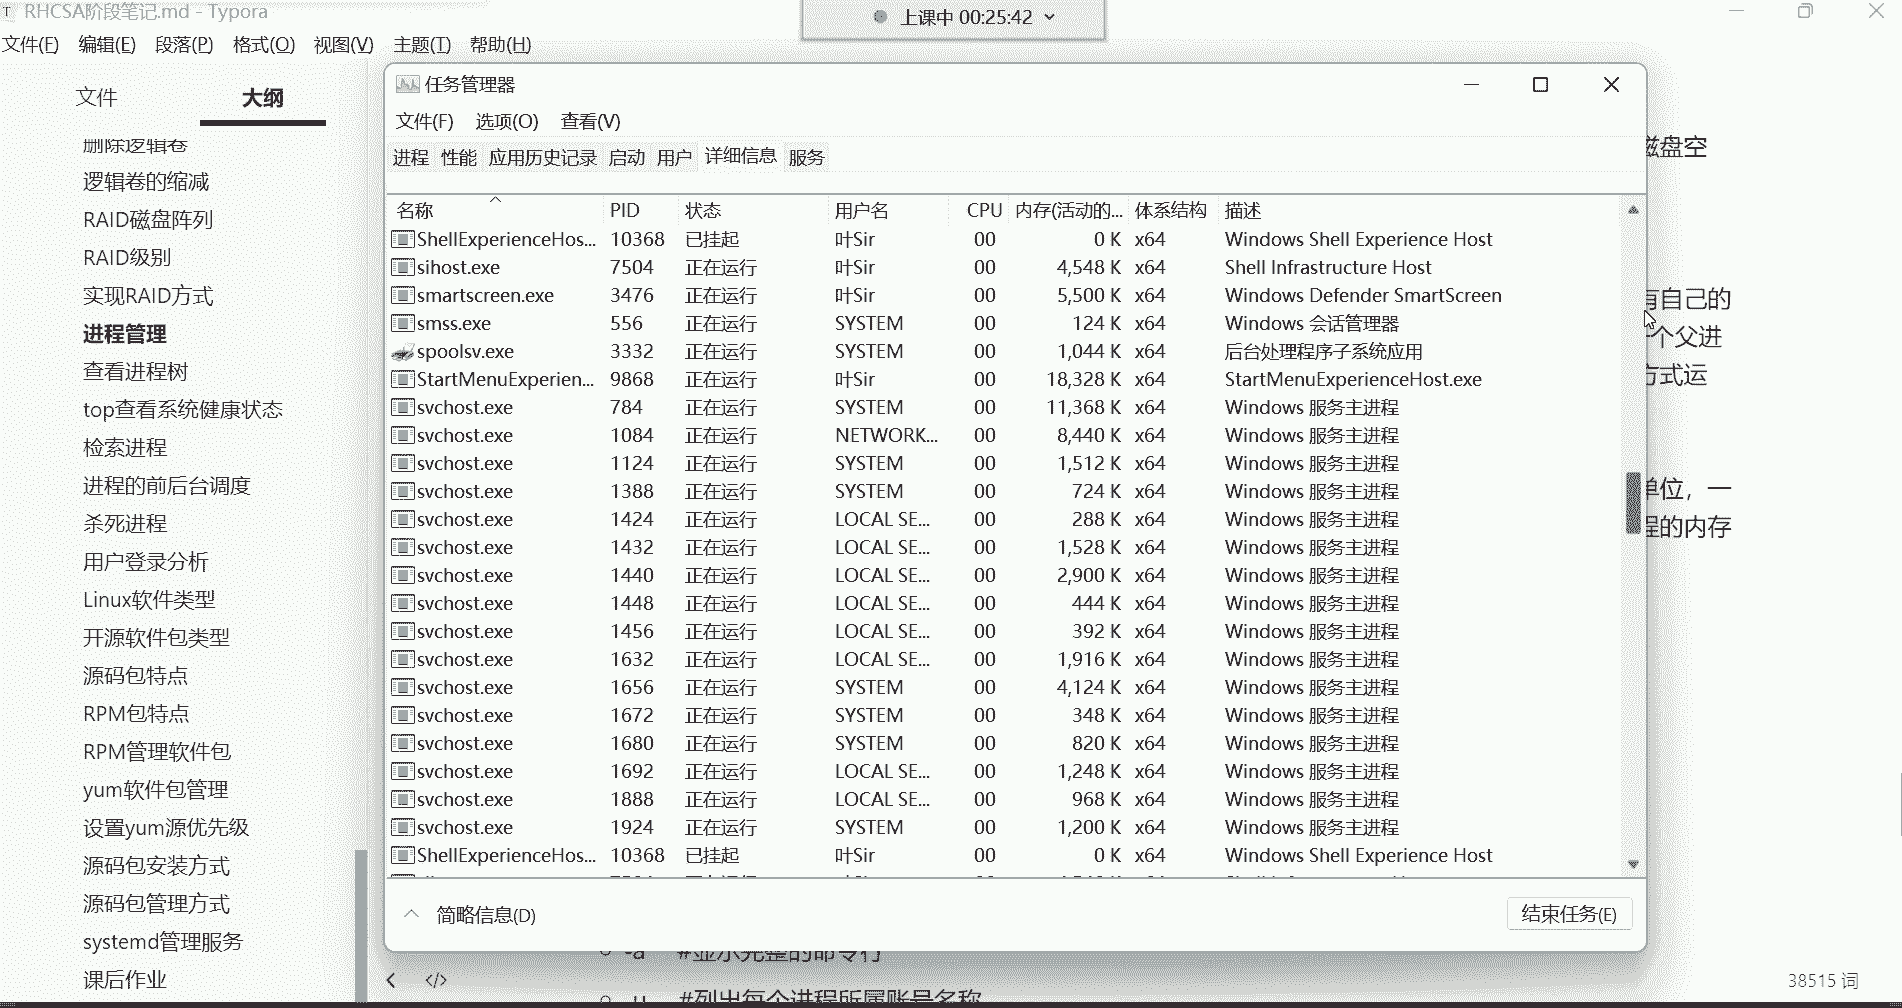 RHCSA阶段笔记.md - Typora
上课中 00:25:42
文件(F) 编辑(E) 段落(P) 格式(O) 视图(V) 主题(T) 帮助(H)
文件 大纲
删除逻辑卷
逻辑卷的缩减
RAID磁盘阵列
RAID级别
实现RAID方式
进程管理
查看进程树
top查看系统健康状态
检索进程
进程的前后台调度
杀死进程
用户登录分析
Linux软件类型
开源软件包类型
源码包特点
RPM包特点
RPM管理软件包
yum软件包管理
设置yum源优先级
源码包安装方式
源码包管理方式
systemd管理服务
课后作业
任务管理器
文件(F) 选项(O) 查看(V)
进程 性能 应用历史记录 启动 用户 详细信息 服务
名称 PID 状态 用户名 CPU 内存(活动的... 体系结构 描述
ShellExperienceHos... 10368 已挂起 叶Sir 00 0 K x64 Windows Shell Experience Host
sihost.exe 7504 正在运行 叶Sir 00 4,548 K x64 Shell Infrastructure Host
smartscreen.exe 3476 正在运行 叶Sir 00 5,500 K x64 Windows Defender SmartScreen
smss.exe 556 正在运行 SYSTEM 00 124 K x64 Windows 会话管理器
spoolsv.exe 3332 正在运行 SYSTEM 00 1,044 K x64 后台处理程序子系统应用
StartMenuExperien... 9868 正在运行 叶Sir 00 18,328 K x64 StartMenuExperienceHost.exe
svchost.exe 784 正在运行 SYSTEM 00 11,368 K x64 Windows 服务主进程
svchost.exe 1084 正在运行 NETWORK... 00 8,440 K x64 Windows 服务主进程
svchost.exe 1124 正在运行 SYSTEM 00 1,512 K x64 Windows 服务主进程
svchost.exe 1388 正在运行 SYSTEM 00 724 K x64 Windows 服务主进程
svchost.exe 1424 正在运行 LOCAL SE... 00 288 K x64 Windows 服务主进程
svchost.exe 1432 正在运行 LOCAL SE... 00 1,528 K x64 Windows 服务主进程
svchost.exe 1440 正在运行 LOCAL SE... 00 2,900 K x64 Windows 服务主进程
svchost.exe 1448 正在运行 LOCAL SE... 00 444 K x64 Windows 服务主进程
svchost.exe 1456 正在运行 LOCAL SE... 00 392 K x64 Windows 服务主进程
svchost.exe 1632 正在运行 LOCAL SE... 00 1,916 K x64 Windows 服务主进程
svchost.exe 1656 正在运行 SYSTEM 00 4,124 K x64 Windows 服务主进程
svchost.exe 1672 正在运行 SYSTEM 00 348 K x64 Windows 服务主进程
svchost.exe 1680 正在运行 SYSTEM 00 820 K x64 Windows 服务主进程
svchost.exe 1692 正在运行 LOCAL SE... 00 1,248 K x64 Windows 服务主进程
svchost.exe 1888 正在运行 LOCAL SE... 00 968 K x64 Windows 服务主进程
svchost.exe 1924 正在运行 SYSTEM 00 1,200 K x64 Windows 服务主进程
ShellExperienceHos... 10368 已挂起 叶Sir 00 0 K x64 Windows Shell Experience Host
简略信息(D) 结束任务(E)
磁盘空
有自己的
个父进
方式运
单位，一
程的内存
-a #显示完整的命令行
-u #列出每个进程所属账号名称
38515 词